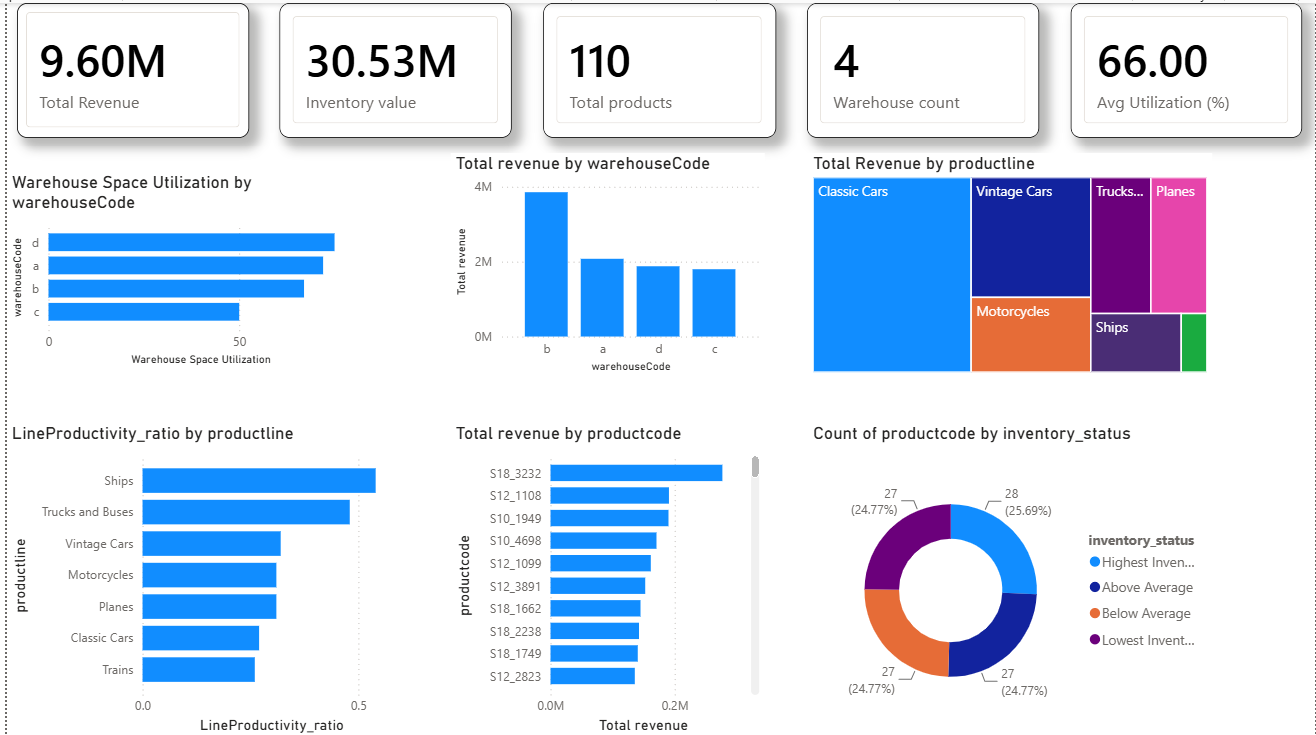 9.60M
Total Revenue
30.53M
Inventory value
110
Total products
4
Warehouse count
66.00
Avg Utilization (%)
Warehouse Space Utilization by
warehouseCode
warehouseCode
d
a
b
c
0
50
Warehouse Space Utilization
Total revenue by warehouseCode
Total revenue
4M
2M
0M
b
a
d
c
warehouseCode
Total Revenue by productline
Classic Cars
Vintage Cars
Trucks...
Planes
Motorcycles
Ships
LineProductivity_ratio by productline
productline
Ships
Trucks and Buses
Vintage Cars
Motorcycles
Planes
Classic Cars
Trains
0.0
0.5
LineProductivity_ratio
Total revenue by productcode
productcode
S18_3232
S12_1108
S10_1949
S10_4698
S12_1099
S12_3891
S18_1662
S18_2238
S18_1749
S12_2823
0.0M
0.2M
Total revenue
Count of productcode by inventory_status
27
(24.77%)
28
(25.69%)
27
(24.77%)
27
(24.77%)
inventory_status
Highest Inven...
Above Average
Below Average
Lowest Invent...